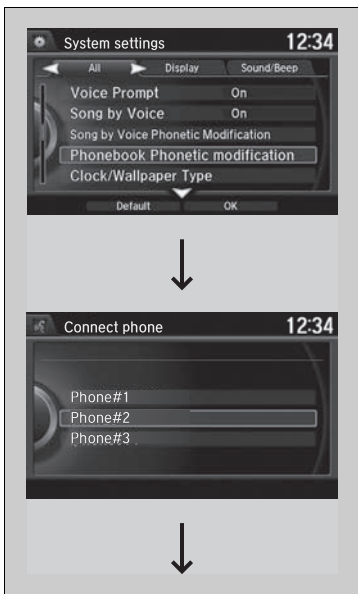 System settings 12:34
All Display Sound/Beep
Voice Prompt On
Song by Voice On
Song by Voice Phonetic Modification
Phonebook Phonetic modification
Clock/Wallpaper Type
Default OK
Connect phone 12:34
Phone#1
Phone#2
Phone#3